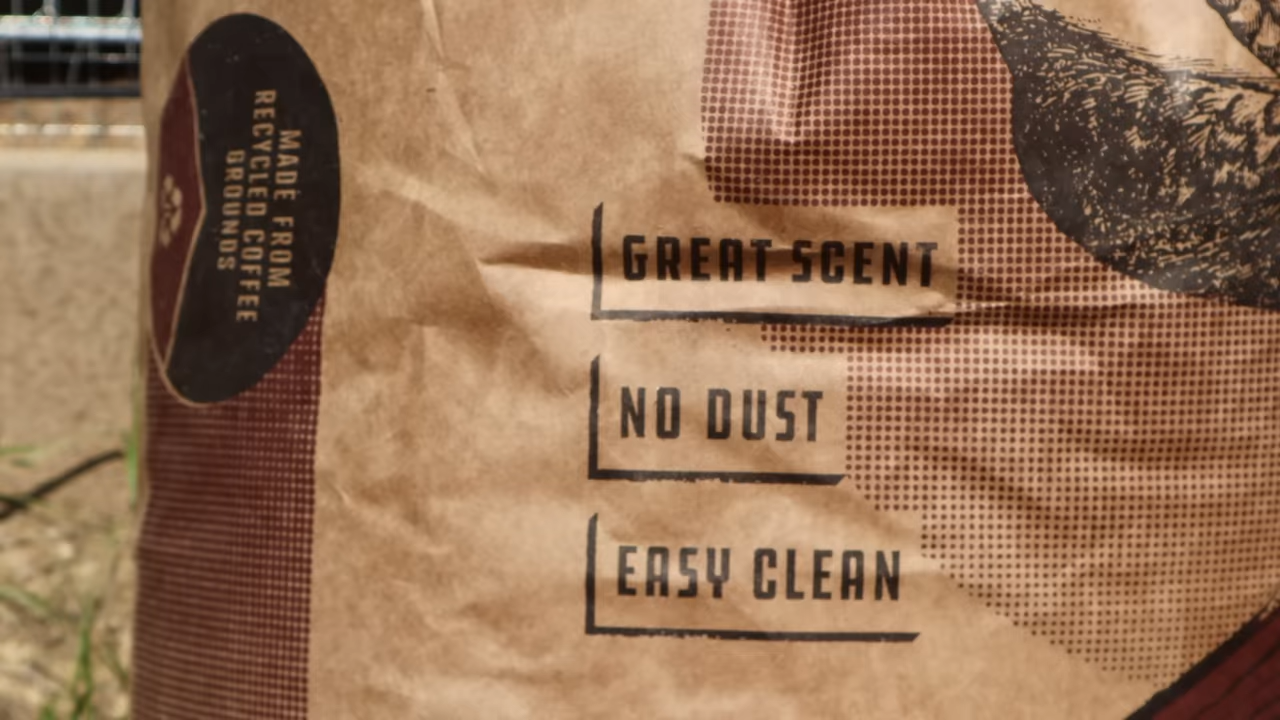 MADE FROM
RECYCLED COFFEE
GROUNDS
GREAT SCENT
NO DUST
EASY CLEAN